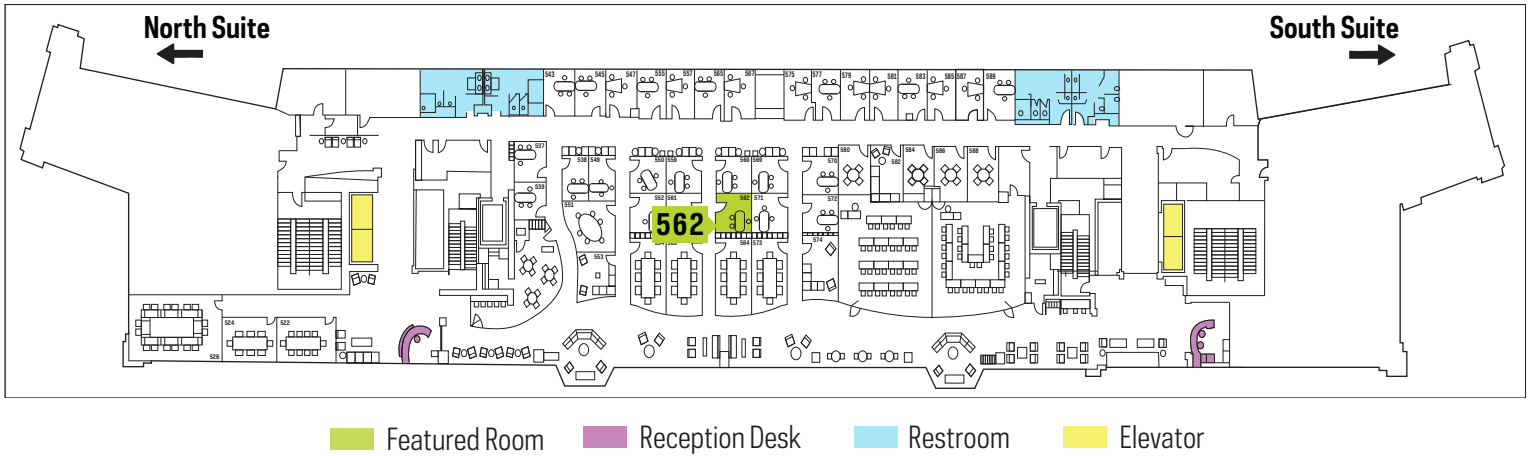 North Suite
South Suite
543 545 547 555 557 565 567 575 577 579 581 583 585 587 589
537 538 549 550 559 560 569 570 580 582 584 586 588
539 552 561 562 571 572
551
562
553 564 573 574
524 522
526
Featured Room
Reception Desk
Restroom
Elevator